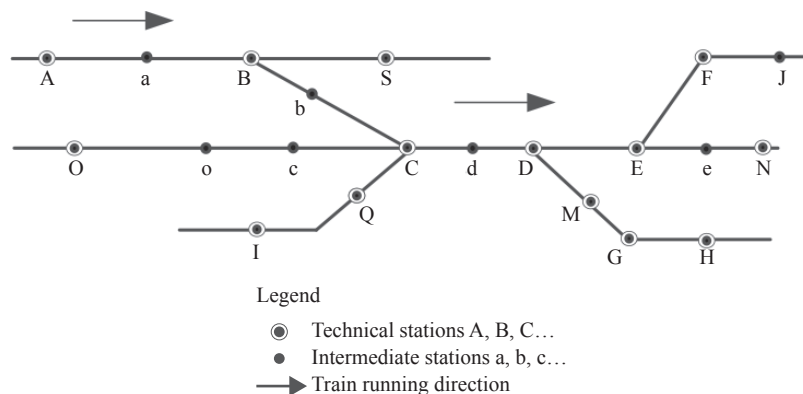 A a B S F J
b
O o c C d D E e N
Q M
I G H
Legend
Technical stations A, B, C…
Intermediate stations a, b, c…
Train running direction